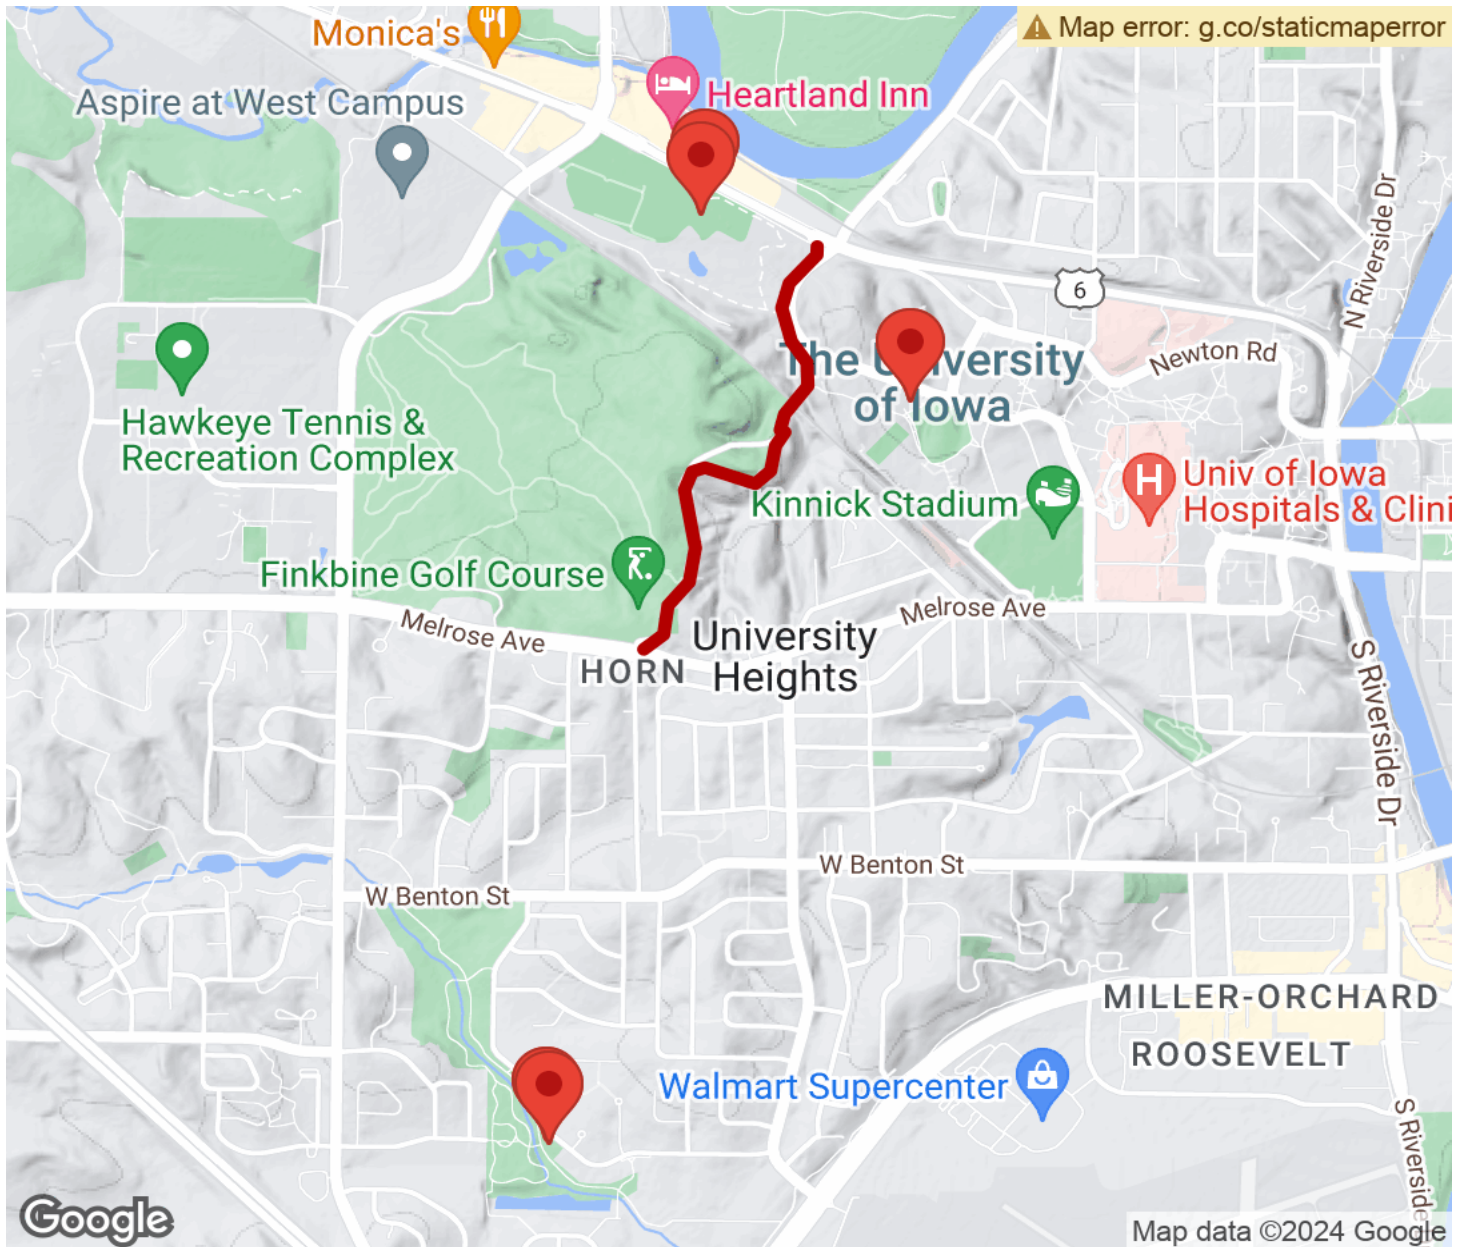 Monica's
Map error: g.co/staticmaperror
Aspire at West Campus
Heartland Inn
N Riverside Dr
6
Newton Rd
The University
of Iowa
Hawkeye Tennis &
Recreation Complex
Kinnick Stadium
H
Univ of Iowa
Hospitals & Clini
Finkbine Golf Course
Melrose Ave
Melrose Ave
University
Heights
HORN
S Riverside Dr
W Benton St
W Benton St
MILLER-ORCHARD
ROOSEVELT
Walmart Supercenter
S Riverside
Google
Map data ©2024 Google